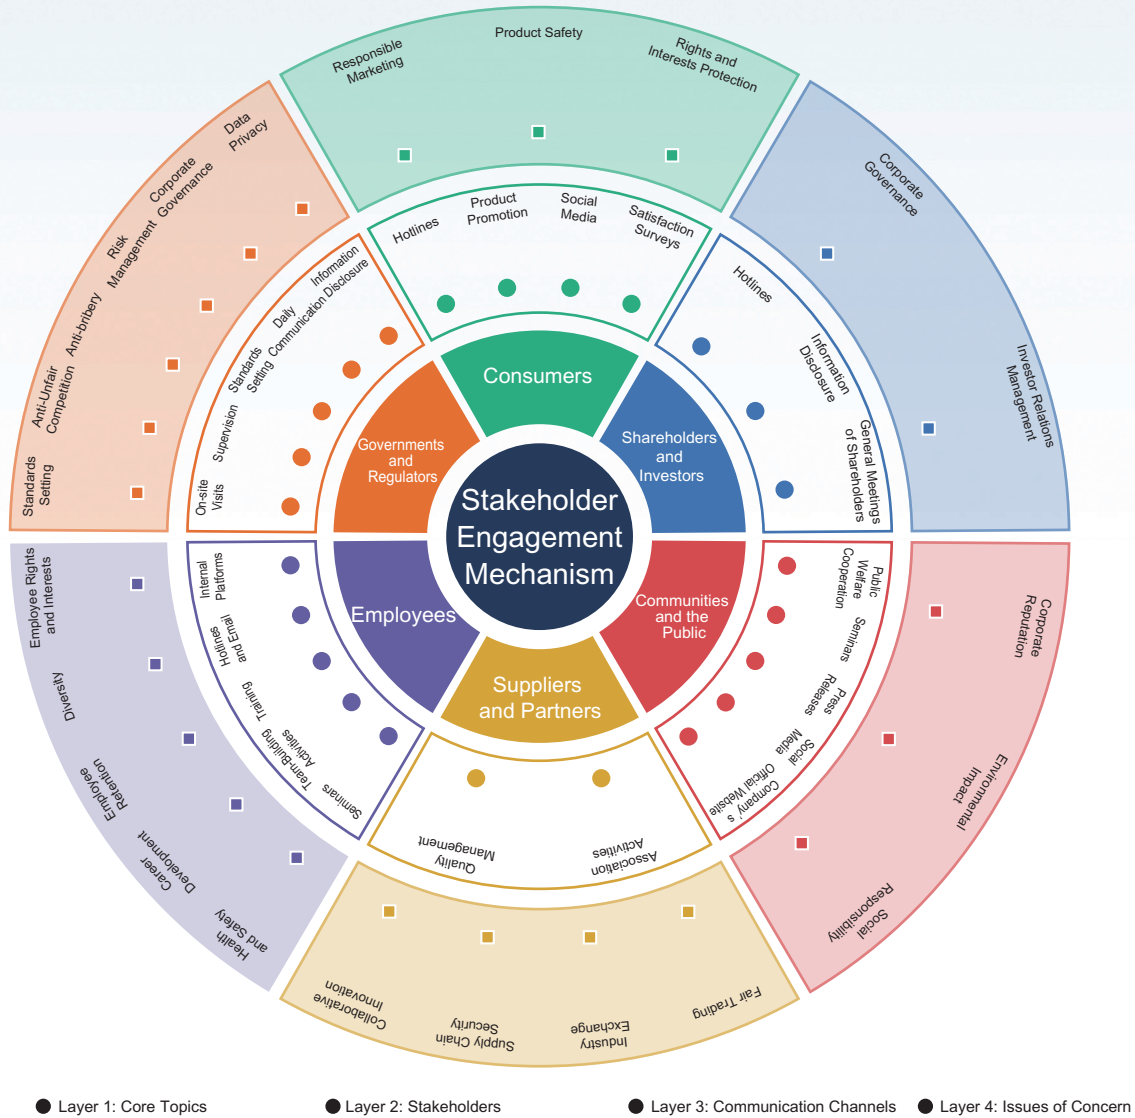 Product Safety
Responsible
Marketing
Rights and
Interests Protection
Data
Privacy
Corporate
Governance
Risk
Management
Anti-bribery
Anti-Unfair
Competition
Standards
Setting
Corporate
Governance
Investor Relations
Management
Hotlines
Product
Promotion
Social
Media
Satisfaction
Surveys
Information
Disclosure
Daily
Communication
Standards
Setting
Supervision
On-site
Visits
Hotlines
Information
Disclosure
General Meetings
of Shareholders
Consumers
Governments
and
Regulators
Shareholders
and
Investors
Stakeholder
Engagement
Mechanism
Employees
Communities
and the
Public
Suppliers
and Partners
Internal
Platforms
Holines
and Email
Training
Team-Building
Activities
Seminars
Public
Welfare
Cooperation
Seminars
Press
Releases
Social
Media
Company's
Official Website
Quality
Management
Association
Activities
Employee Rights
and Interests
Diversity
Employee
Retention
Career
Development
Health
and Safety
Corporate
Reputation
Environmental
Impact
Social
Responsibility
Collaborative
Innovation
Supply Chain
Security
Industry
Exchange
Fair Trading
Layer 1: Core Topics
Layer 2: Stakeholders
Layer 3: Communication Channels
Layer 4: Issues of Concern